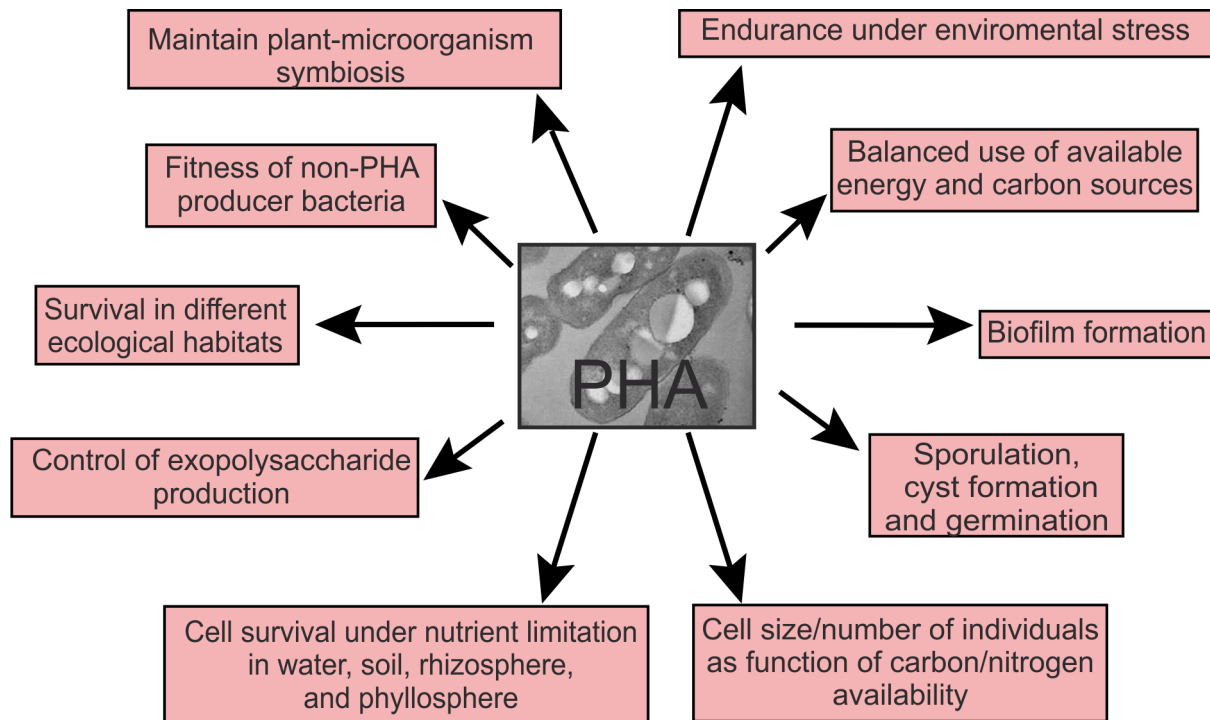 Maintain plant-microorganism
symbiosis
Endurance under enviromental stress
Fitness of non-PHA
producer bacteria
Balanced use of available
energy and carbon sources
Survival in different
ecological habitats
PHA
Biofilm formation
Control of exopolysaccharide
production
Sporulation,
cyst formation
and germination
Cell survival under nutrient limitation
in water, soil, rhizosphere,
and phyllosphere
Cell size/number of individuals
as function of carbon/nitrogen
availability